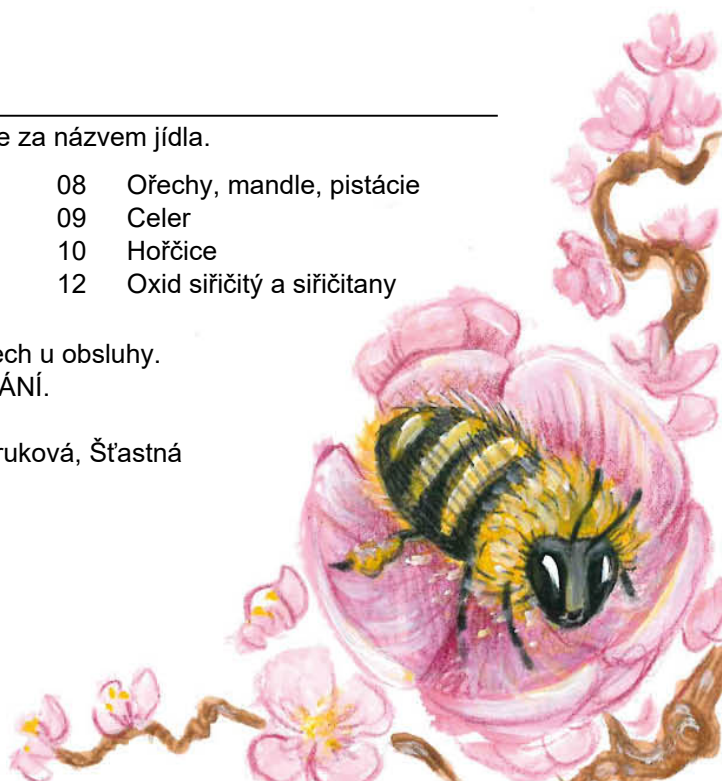 e za názvem jídla.
08 Ořechy, mandle, pistácie
09 Celer
10 Hořčice
12 Oxid siřičitý a siřičitany
ech u obsluhy.
ÁNÍ.
ruková, Šťastná